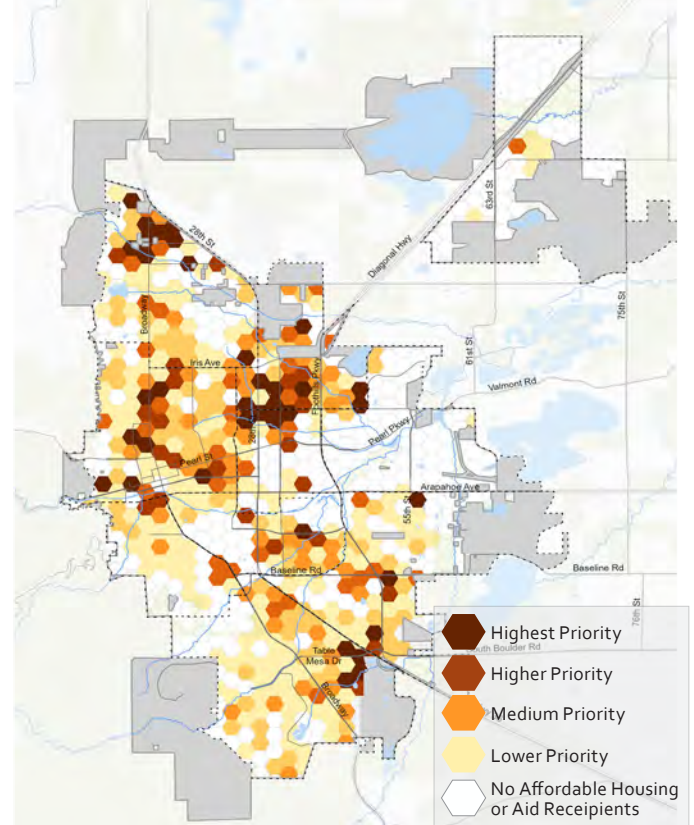 63rd St
28th St
Diagonal Hwy
75th St
Broadway
Iris Ave
61st St
Foothills Pkwy
Valmont Rd
Pearl Pkwy
Pearl St
Arapahoe Ave
55th St
Baseline Rd
Baseline Rd
76th St
Table
Mesa Dr
South Boulder Rd
Broadway
Highest Priority
Higher Priority
Medium Priority
Lower Priority
No Affordable Housing
or Aid Receipients